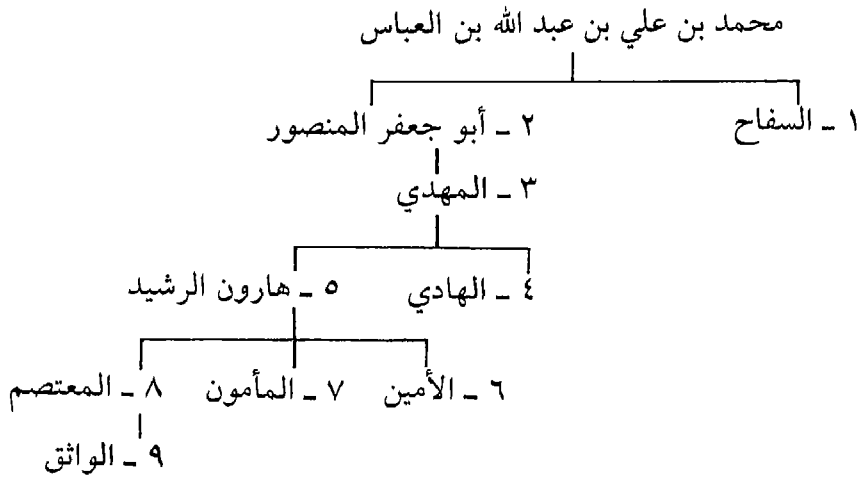 محمد بن علي بن عبد الله بن العباس
١ ـ السفاح ٢ ـ أبو جعفر المنصور
٣ ـ المهدي
٤ ـ الهادي ٥ ـ هارون الرشيد
٦ ـ الأمين ٧ ـ المأمون ٨ ـ المعتصم
٩ ـ الواثق